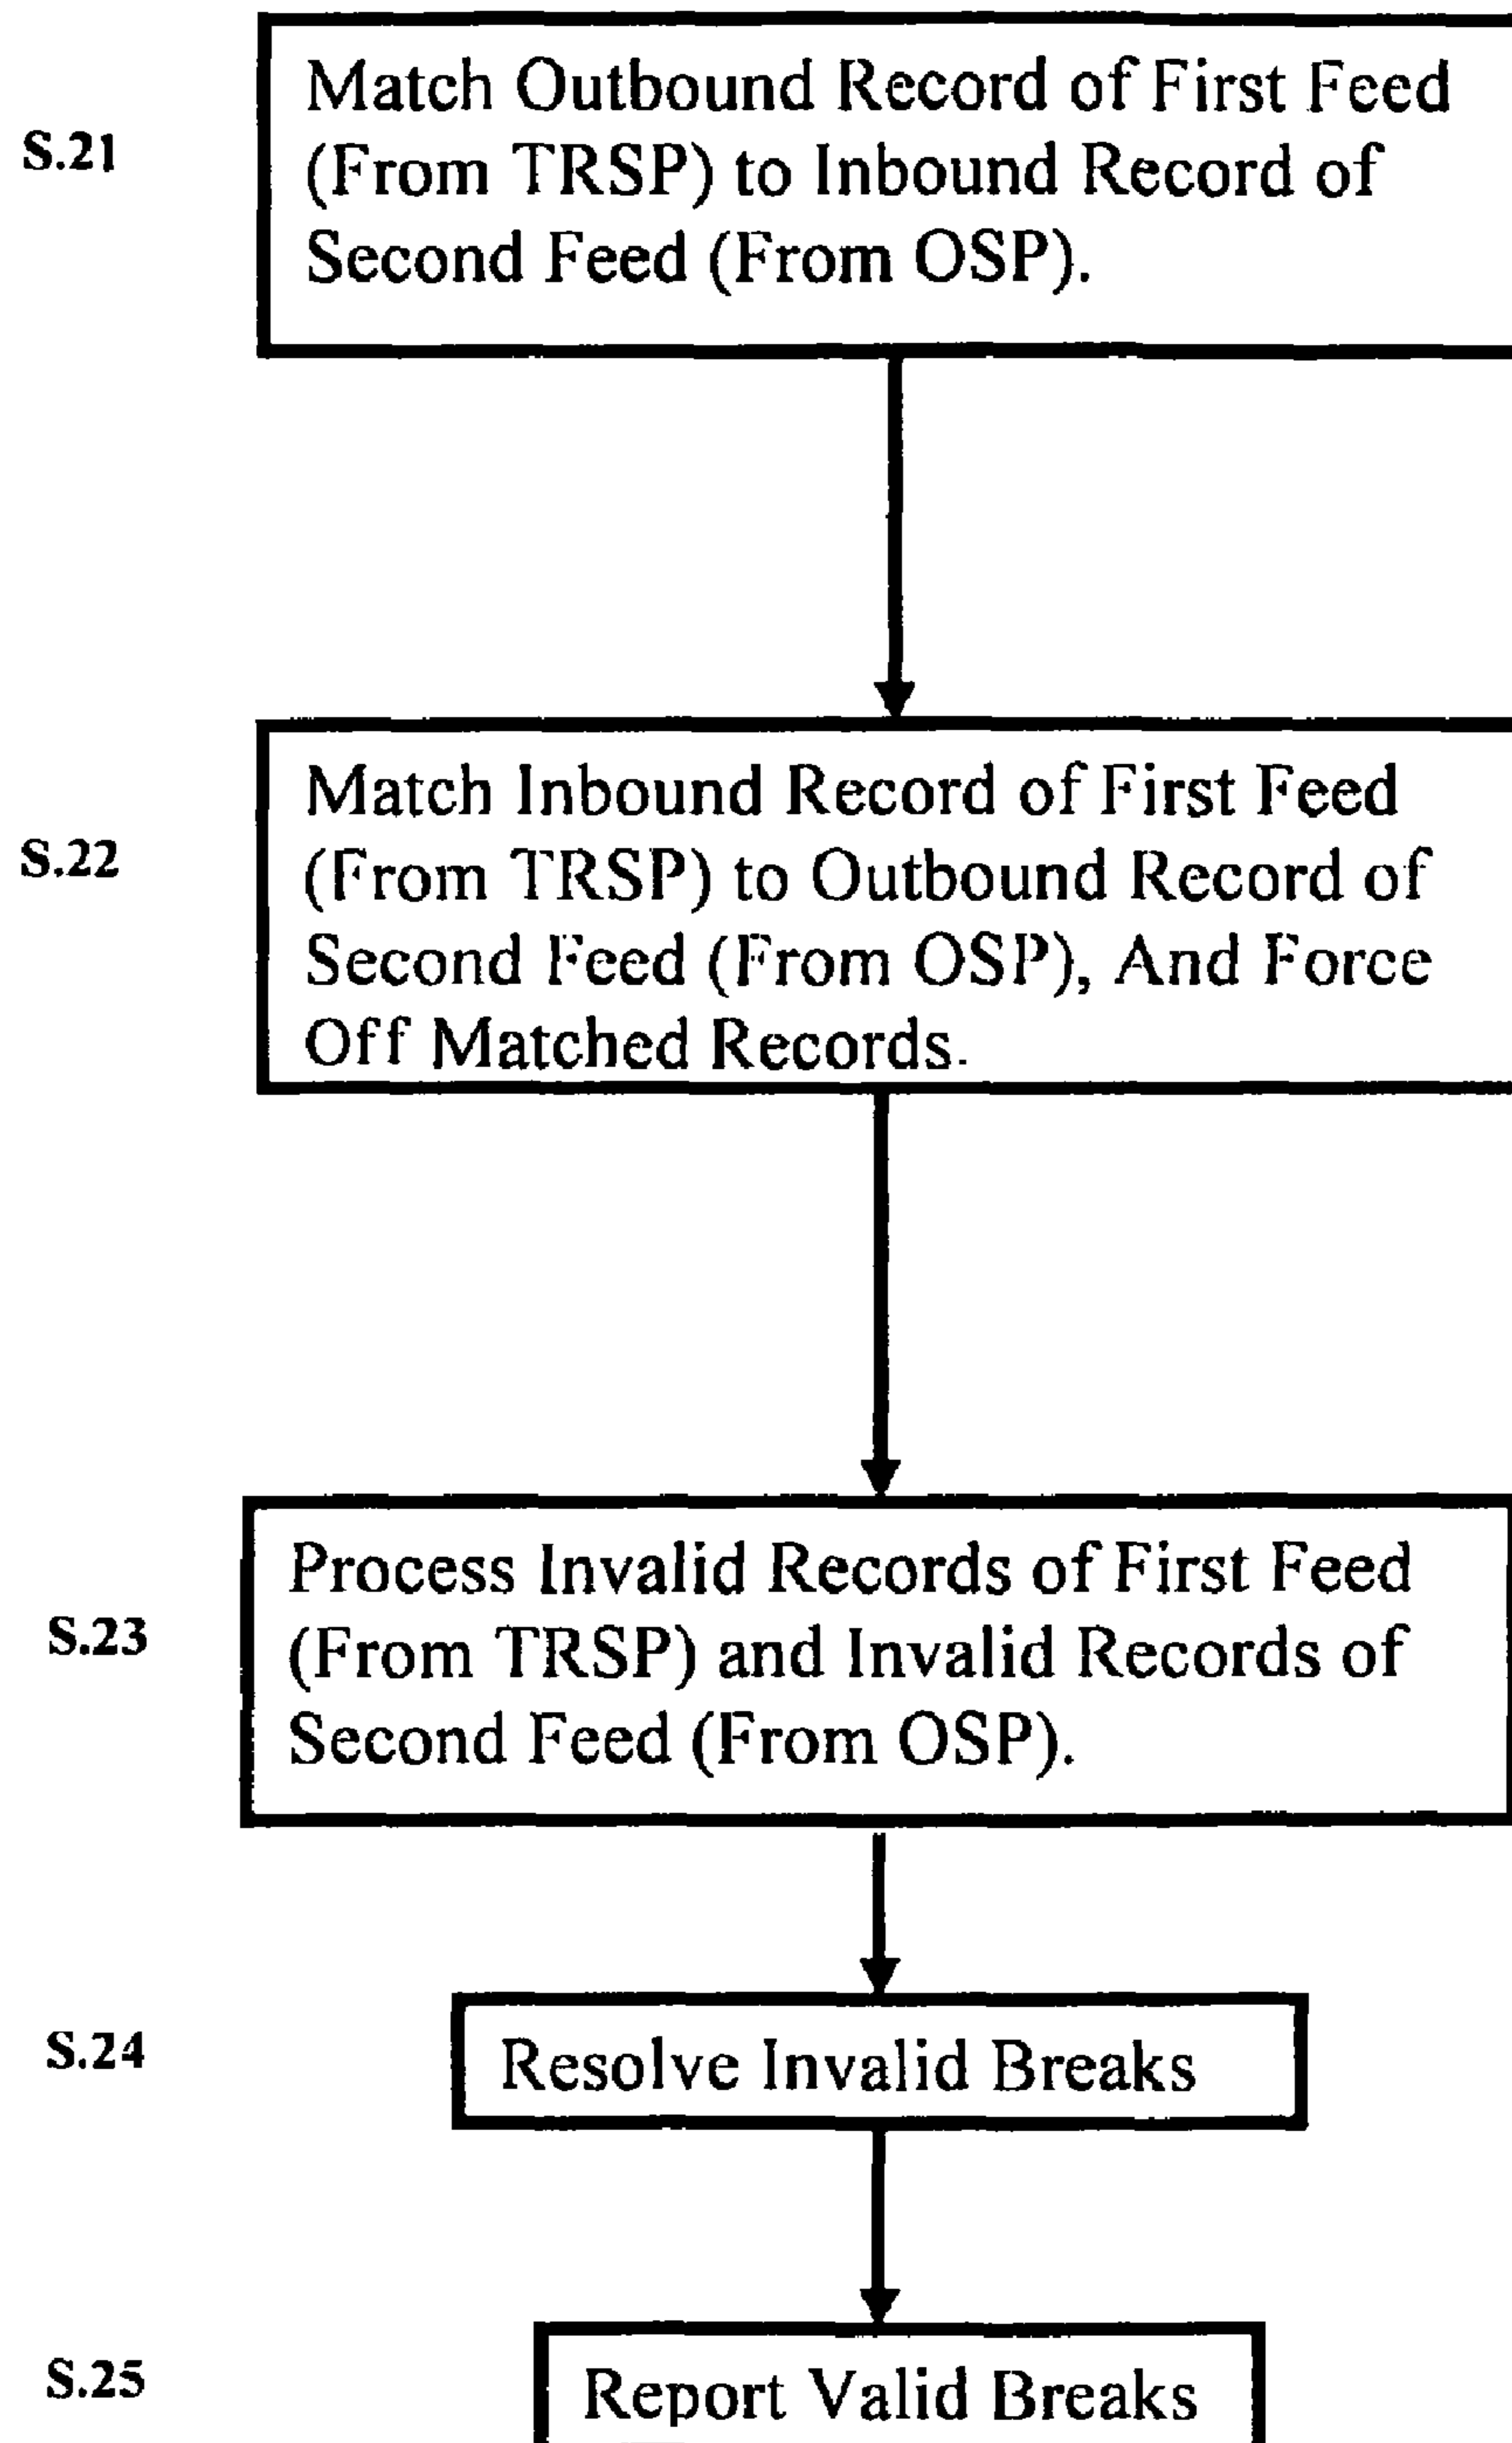 S.21
Match Outbound Record of First Feed
(From TRSP) to Inbound Record of
Second Feed (From OSP).
S.22
Match Inbound Record of First Feed
(From TRSP) to Outbound Record of
Second Feed (From OSP), And Force
Off Matched Records.
S.23
Process Invalid Records of First Feed
(From TRSP) and Invalid Records of
Second Feed (From OSP).
S.24
Resolve Invalid Breaks
S.25
Report Valid Breaks